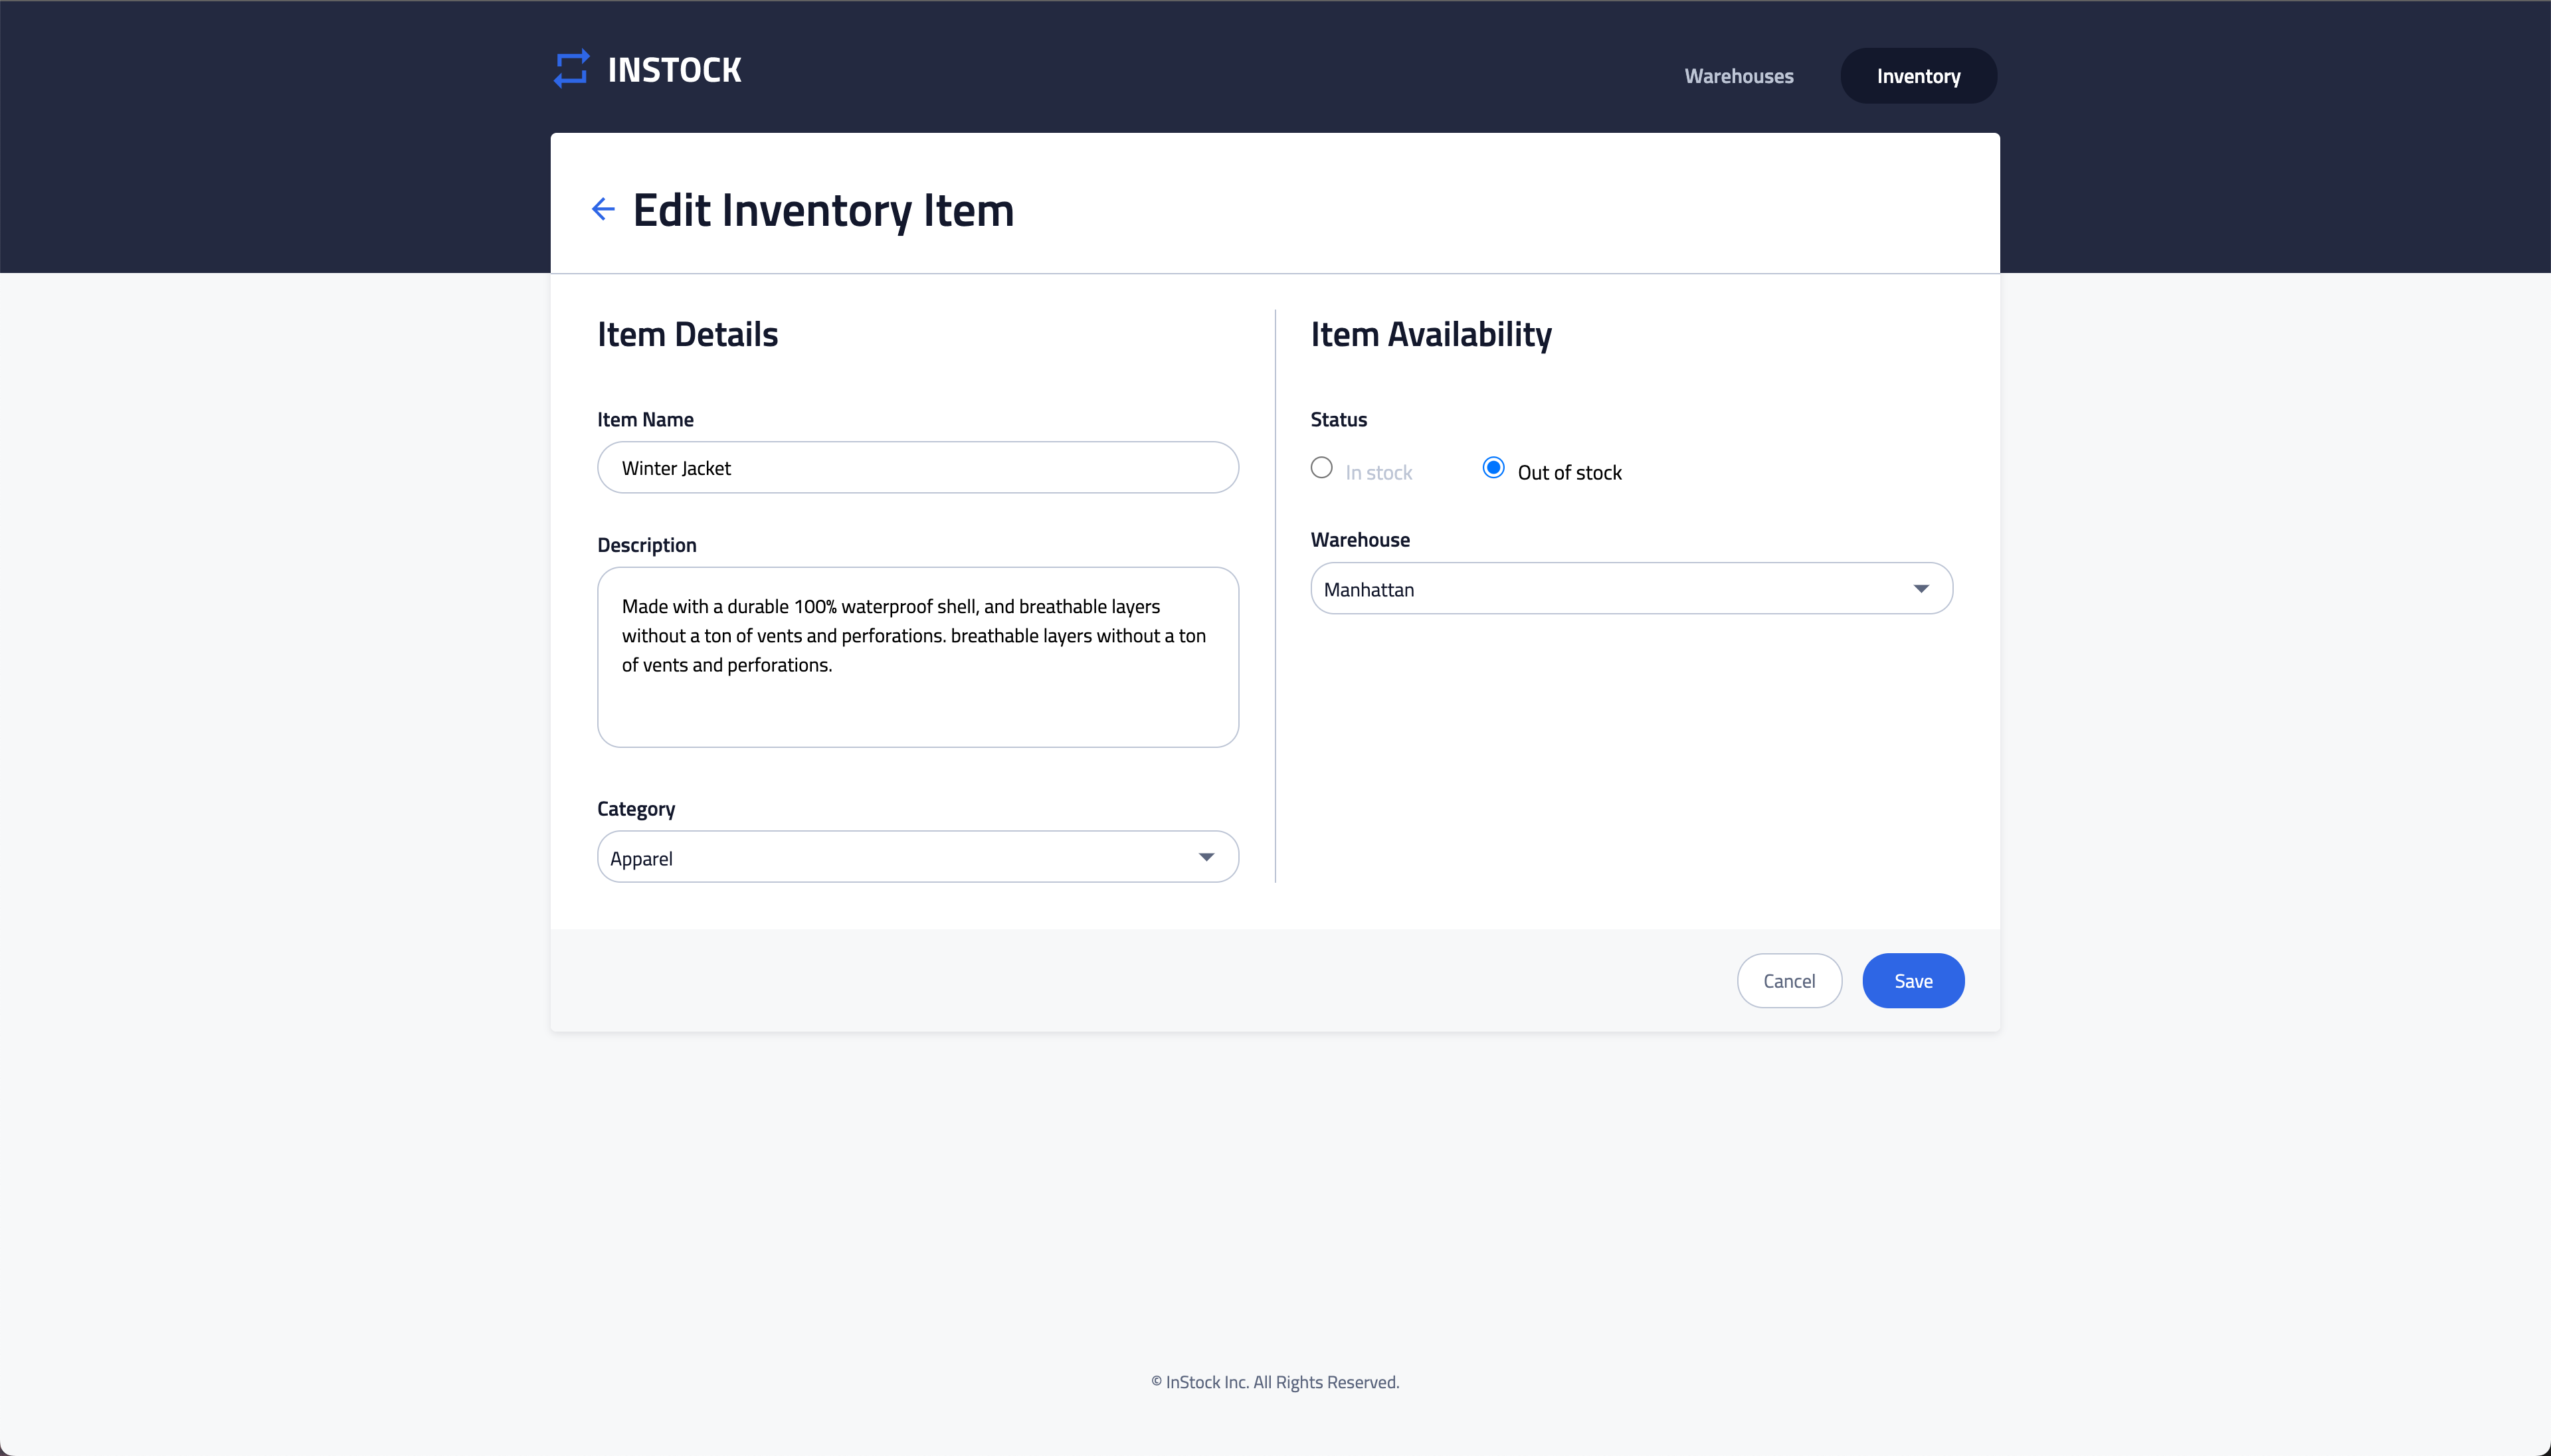 INSTOCK
Warehouses
Inventory
Edit Inventory Item
Item Details
Item Name
Winter Jacket
Description
Made with a durable 100% waterproof shell, and breathable layers
without a ton of vents and perforations. breathable layers without a ton
of vents and perforations.
Category
Apparel
Item Availability
Status
In stock
Out of stock
Warehouse
Manhattan
Cancel
Save
© InStock Inc. All Rights Reserved.